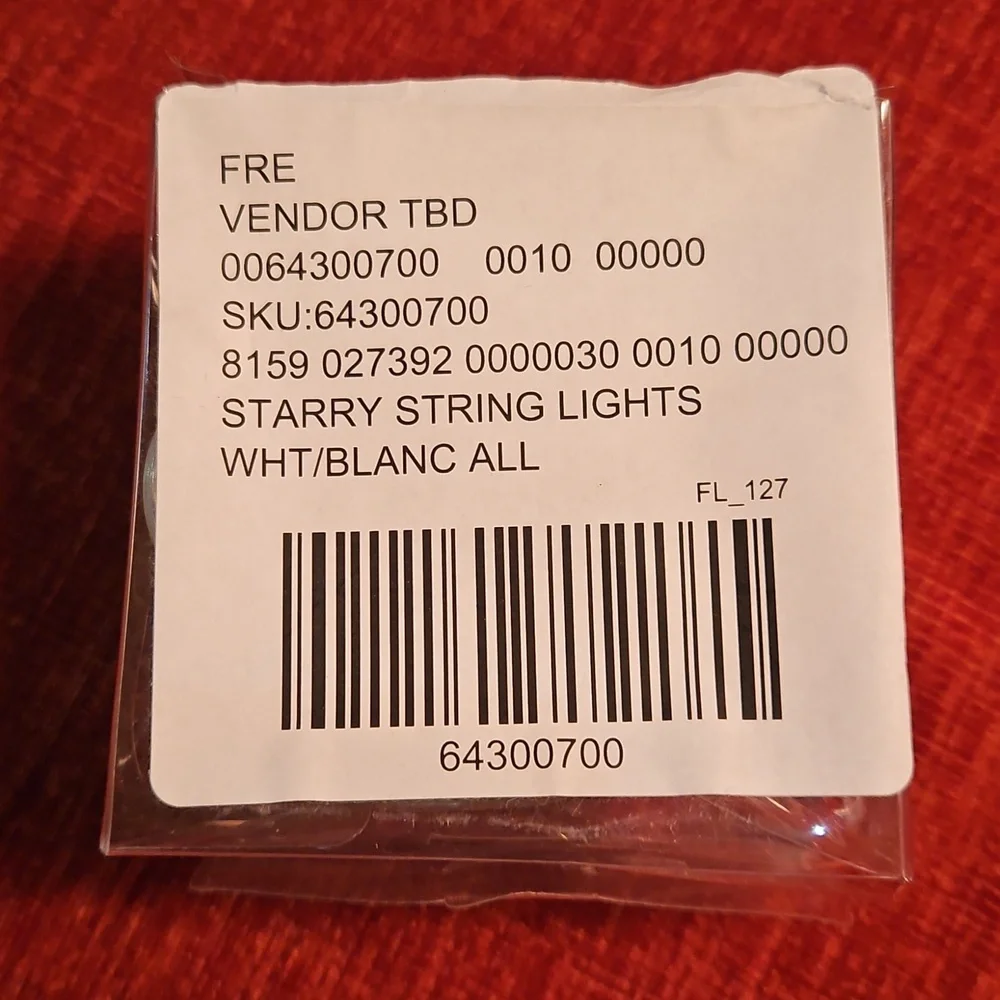 FRE
VENDOR TBD
0064300700 0010 00000
SKU:64300700
8159 027392 0000030 0010 00000
STARRY STRING LIGHTS
WHT/BLANC ALL
FL_127
64300700